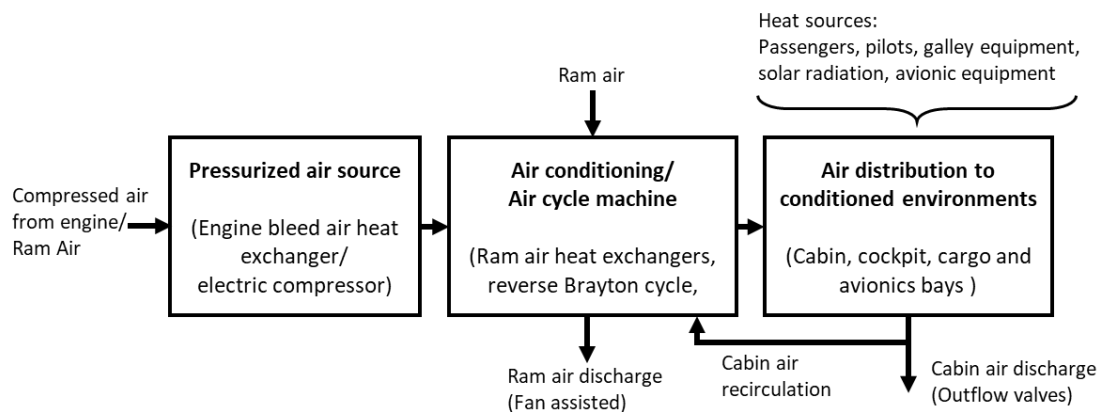 Heat sources:
Passengers, pilots, galley equipment,
solar radiation, avionic equipment
Ram air
Compressed air
from engine/
Ram Air
Pressurized air source
(Engine bleed air heat
exchanger/
electric compressor)
Air conditioning/
Air cycle machine
(Ram air heat exchangers,
reverse Brayton cycle,
Air distribution to
conditioned environments
(Cabin, cockpit, cargo and
avionics bays )
Ram air discharge
(Fan assisted)
Cabin air
recirculation
Cabin air discharge
(Outflow valves)